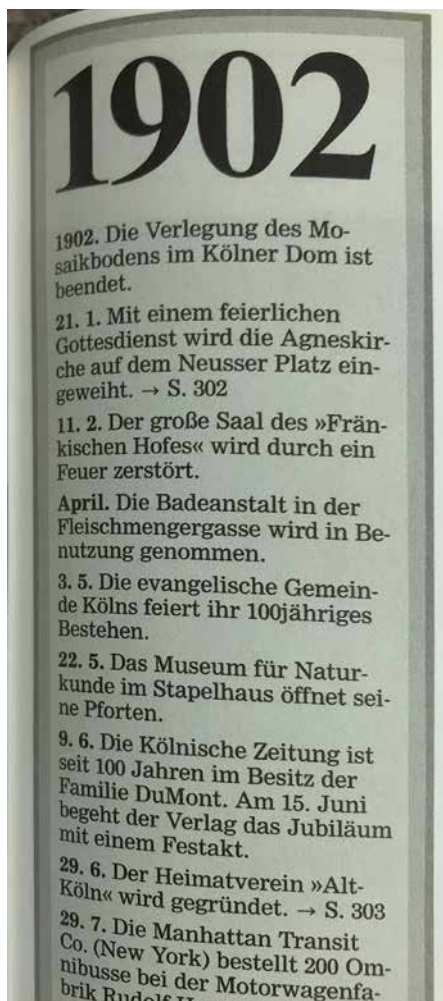 1902
1902. Die Verlegung des Mo-
saikbodens im Kölner Dom ist
beendet.
21. 1. Mit einem feierlichen
Gottesdienst wird die Agneskir-
che auf dem Neusser Platz ein-
geweiht. → S. 302
11. 2. Der große Saal des »Frän-
kischen Hofes« wird durch ein
Feuer zerstört.
April. Die Badeanstalt in der
Fleischmengergasse wird in Be-
nutzung genommen.
3. 5. Die evangelische Gemein-
de Kölns feiert ihr 100jähriges
Bestehen.
22. 5. Das Museum für Natur-
kunde im Stapelhaus öffnet sei-
ne Pforten.
9. 6. Die Kölnische Zeitung ist
seit 100 Jahren im Besitz der
Familie DuMont. Am 15. Juni
begeht der Verlag das Jubiläum
mit einem Festakt.
29. 6. Der Heimatverein »Alt-
Köln« wird gegründet. → S. 303
29. 7. Die Manhattan Transit
Co. (New York) bestellt 200 Om-
nibusse bei der Motorwagenfa-
brik Rudolf